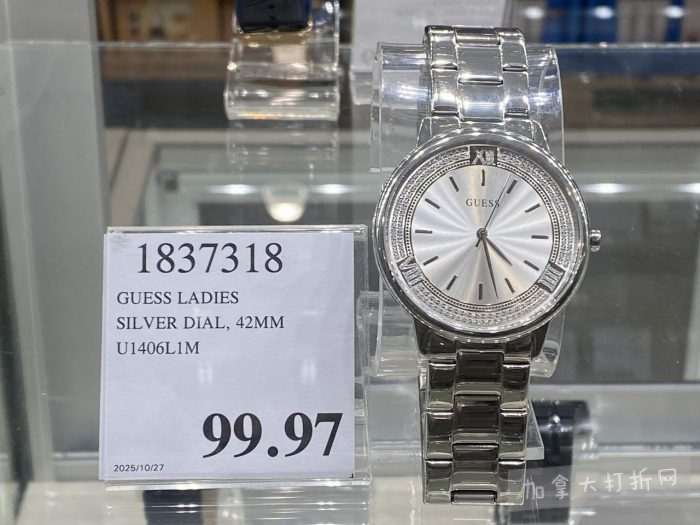 1837318
GUESS LADIES
SILVER DIAL, 42MM
U1406L1M
99.97
2025/10/27
XII
GUESS
加拿大打折网